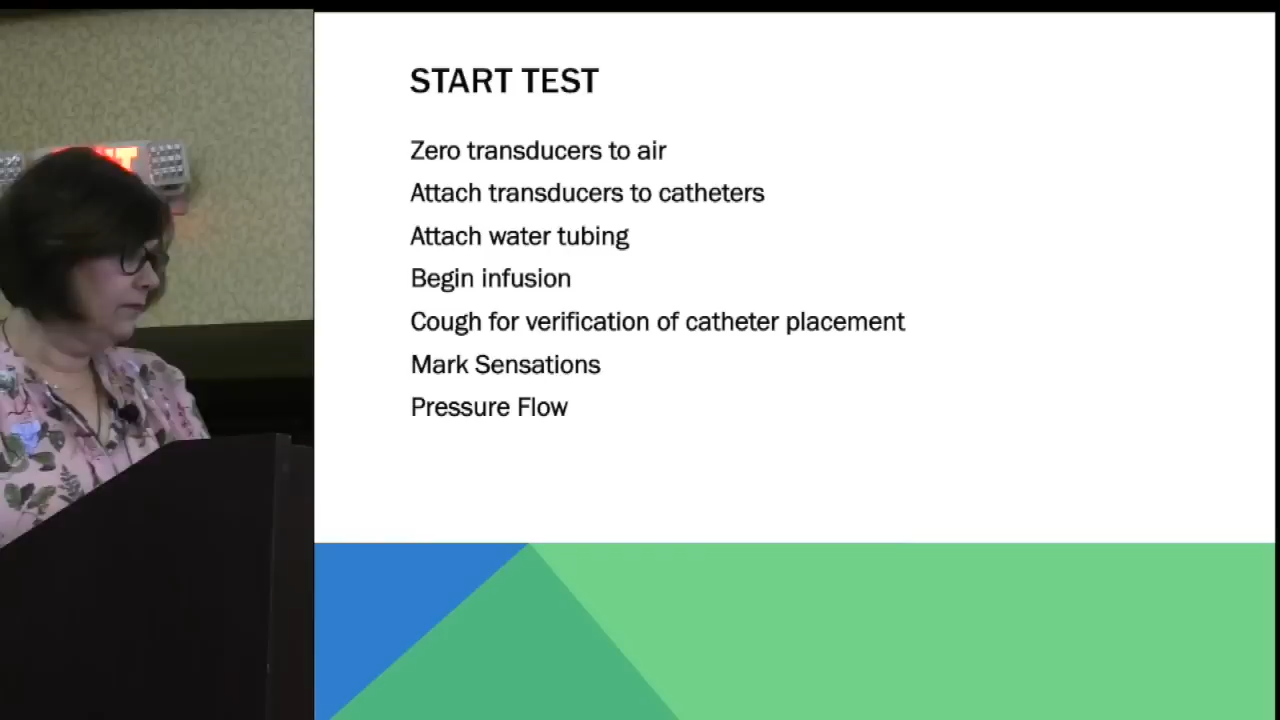 START TEST
Zero transducers to air
Attach transducers to catheters
Attach water tubing
Begin infusion
Cough for verification of catheter placement
Mark Sensations
Pressure Flow